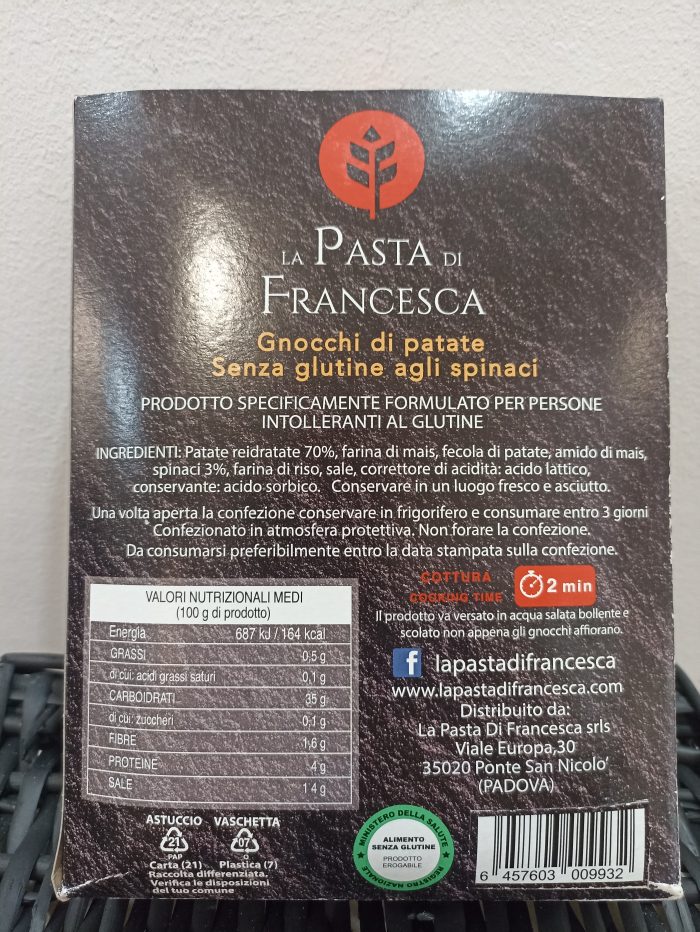 LA PASTA DI
FRANCESCA
Gnocchi di patate
Senza glutine agli spinaci
PRODOTTO SPECIFICAMENTE FORMULATO PER PERSONE
INTOLLERANTI AL GLUTINE
INGREDIENTI: Patate reidratate 70%, farina di mais, fecola di patate, amido di mais,
spinaci 3%, farina di riso, sale, correttore di acidità: acido lattico,
conservante: acido sorbico. Conservare in un luogo fresco e asciutto.
Una volta aperta la confezione conservare in frigorifero e consumare entro 3 giorni
Confezionato in atmosfera protettiva. Non forare la confezione.
Da consumarsi preferibilmente entro la data stampata sulla confezione.
VALORI NUTRIZIONALI MEDI
(100 g di prodotto)
Energia 687 kJ / 164 kcal
GRASSI 0,5 g
di cui: acidi grassi saturi 0,1 g
CARBOIDRATI 35 g
di cui: zuccheri 0,1 g
FIBRE 1,6 g
PROTEINE 4 g
SALE 1 4 g
COTTURA
COOKING TIME
2 min
Il prodotto va versato in acqua salata bollente e
scolato non appena gli gnocchi affiorano.
f lapastadifrancesca
www.lapastadifrancesca.com
Distribuito da:
La Pasta Di Francesca srls
Viale Europa,30
35020 Ponte San Nicolo'
(PADOVA)
ASTUCCIO VASCHETTA
21 07
PAP O
Carta (21) Plastica (7)
Raccolta differenziata.
Verifica le disposizioni
del tuo comune
MINISTERO DELLA SALUTE
ALIMENTO
SENZA GLUTINE
PRODOTTO
EROGABILE
REGISTRO NAZIONALE
6 457603 009932